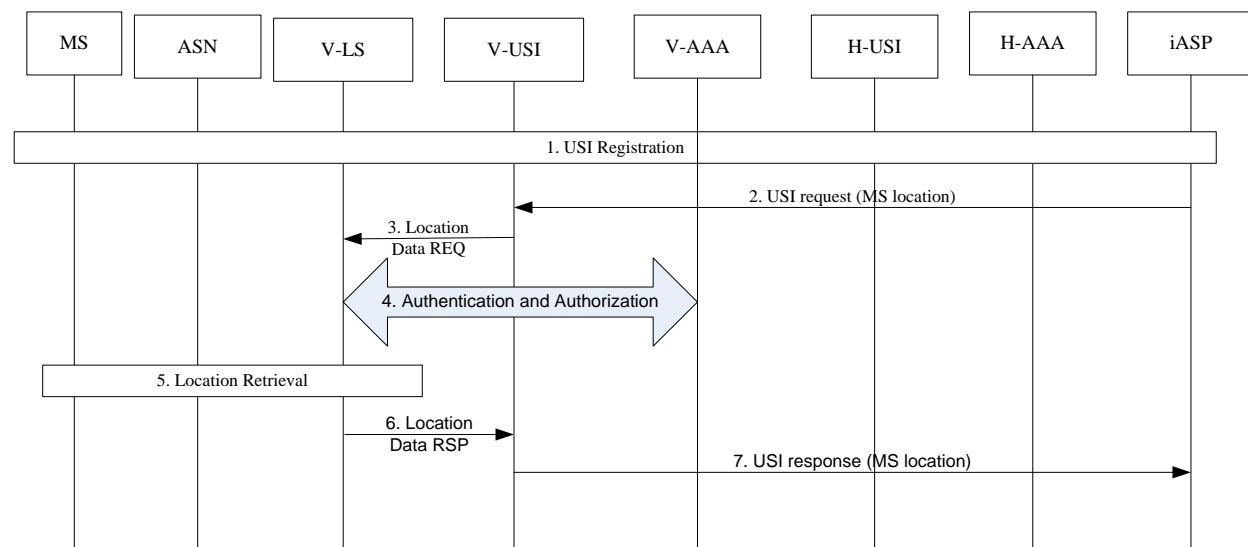 MS
ASN
V-LS
V-USI
V-AAA
H-USI
H-AAA
iASP
1. USI Registration
2. USI request (MS location)
3. Location
Data REQ
4. Authentication and Authorization
5. Location Retrieval
6. Location
Data RSP
7. USI response (MS location)